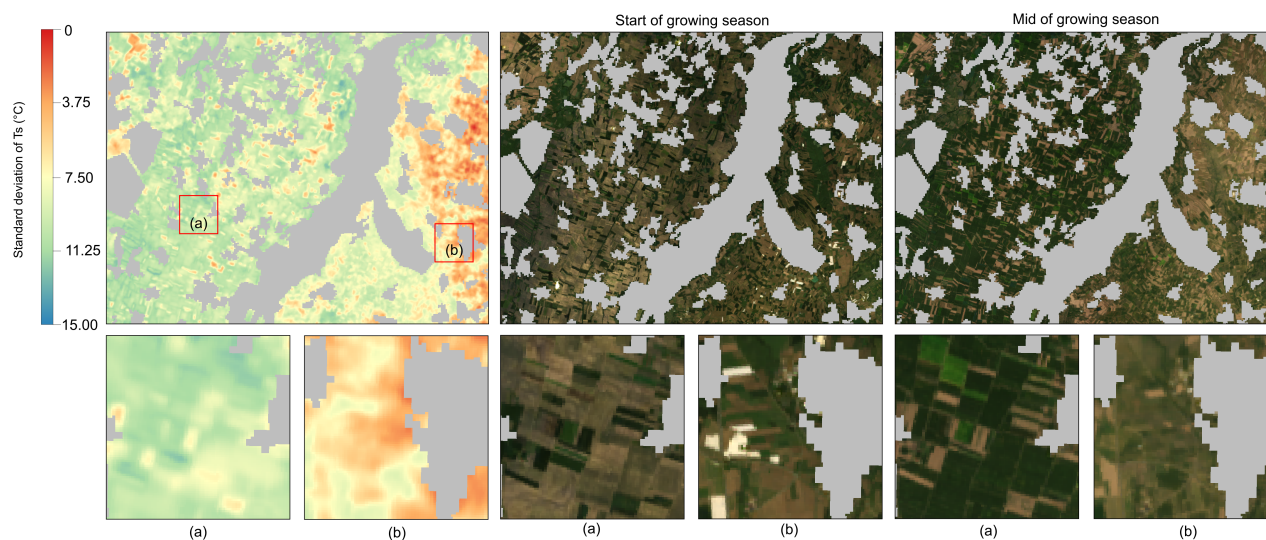 Start of growing season
Mid of growing season
Standard deviation of Ts (°C)
0
3.75
7.50
11.25
15.00
(a)
(b)
(a)
(b)
(a)
(b)
(a)
(b)